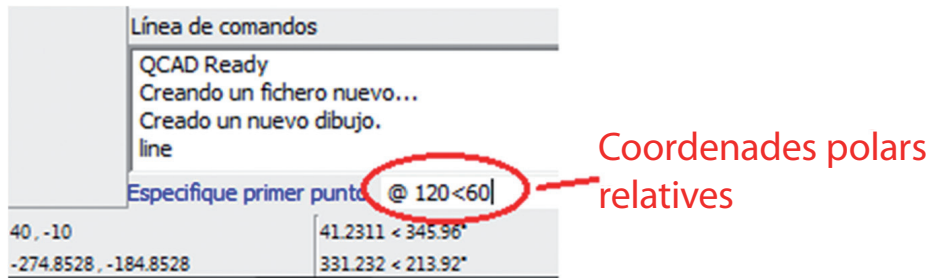 Línea de comandos
QCAD Ready
Creando un fichero nuevo...
Creado un nuevo dibujo.
line
Especifique primer punto @ 120<60
Coordenades polars
relatives
40 , -10 41.2311 < 345.96°
-274.8528 , -184.8528 331.232 < 213.92°